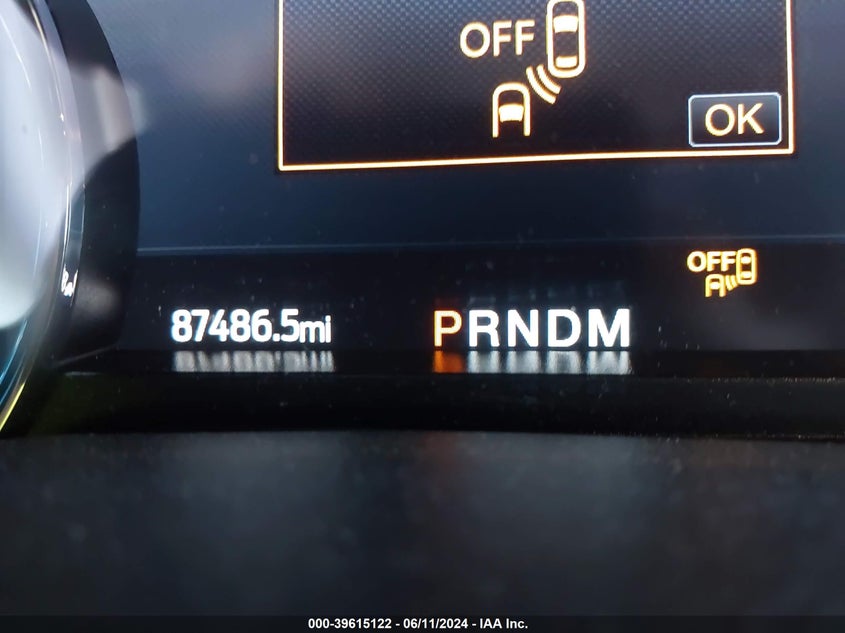 OFF
OK
OFF
87486.5mi PRNDM
000-39615122 - 06/11/2024 - IAA Inc.